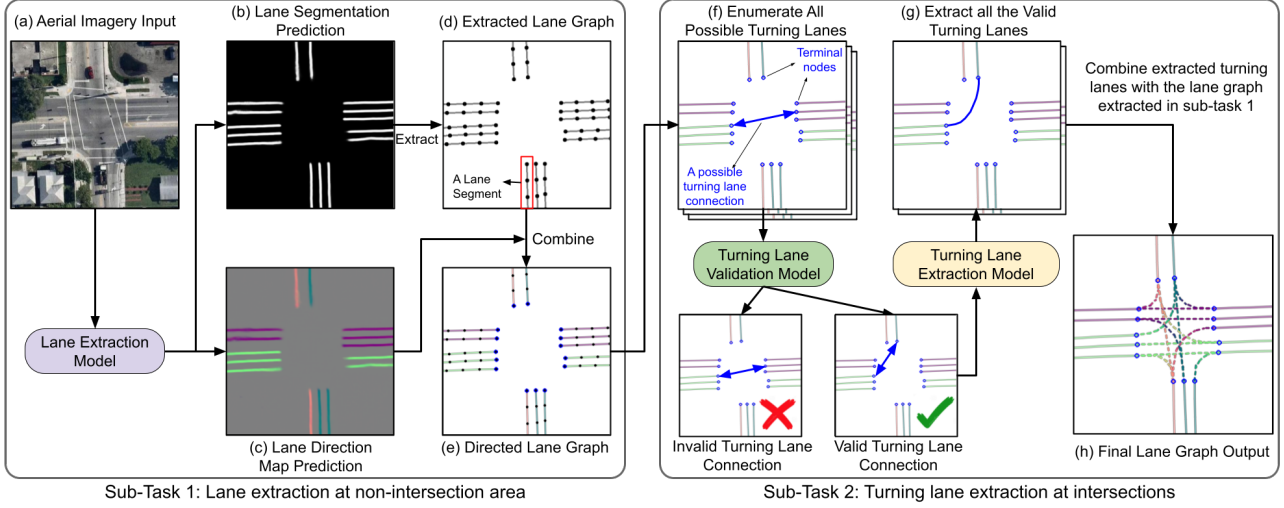 (a) Aerial Imagery Input
(b) Lane Segmentation
Prediction
(d) Extracted Lane Graph
Extract
A Lane
Segment
Combine
Lane Extraction
Model
(c) Lane Direction
Map Prediction
(e) Directed Lane Graph
Sub-Task 1: Lane extraction at non-intersection area
(f) Enumerate All
Possible Turning Lanes
Terminal
nodes
A possible
turning lane
connection
(g) Extract all the Valid
Turning Lanes
Combine extracted turning
lanes with the lane graph
extracted in sub-task 1
Turning Lane
Validation Model
Turning Lane
Extraction Model
Invalid Turning Lane
Connection
Valid Turning Lane
Connection
(h) Final Lane Graph Output
Sub-Task 2: Turning lane extraction at intersections